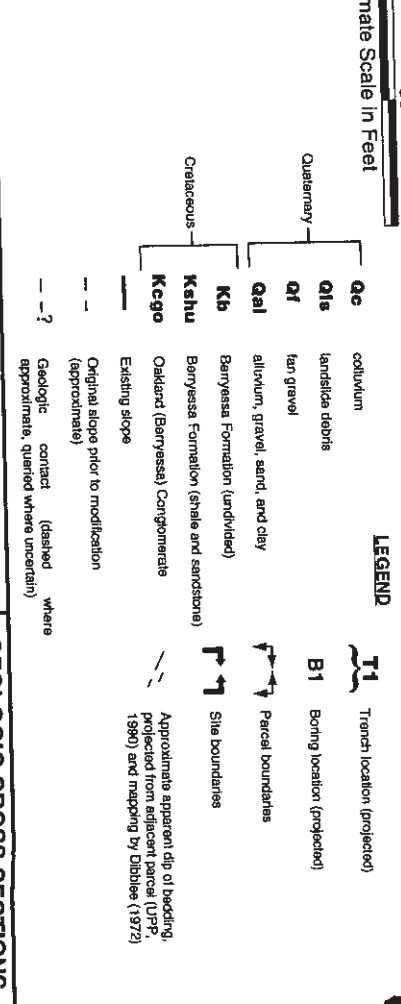 mate Scale in Feet
LEGEND
Quaternary
Qc colluvium
Qls landslide debris
Qf fan gravel
Qal alluvium, gravel, sand, and clay
Cretaceous
Kb Berryessa Formation (undivided)
Kshu Berryessa Formation (shale and sandstone)
Kcgo Oakland (Berryessa) Conglomerate
Existing slope
Original slope prior to modification
(approximate)
?
Geologic contact (dashed where
approximate, queried where uncertain)
T1 Trench location (projected)
B1 Boring location (projected)
Parcel boundaries
Site boundaries
Approximate apparent dip of bedding,
projected from adjacent parcel (UPP,
1990) and mapping by Dibblee (1972)
GEOLOGIC CROSS SECTIONS